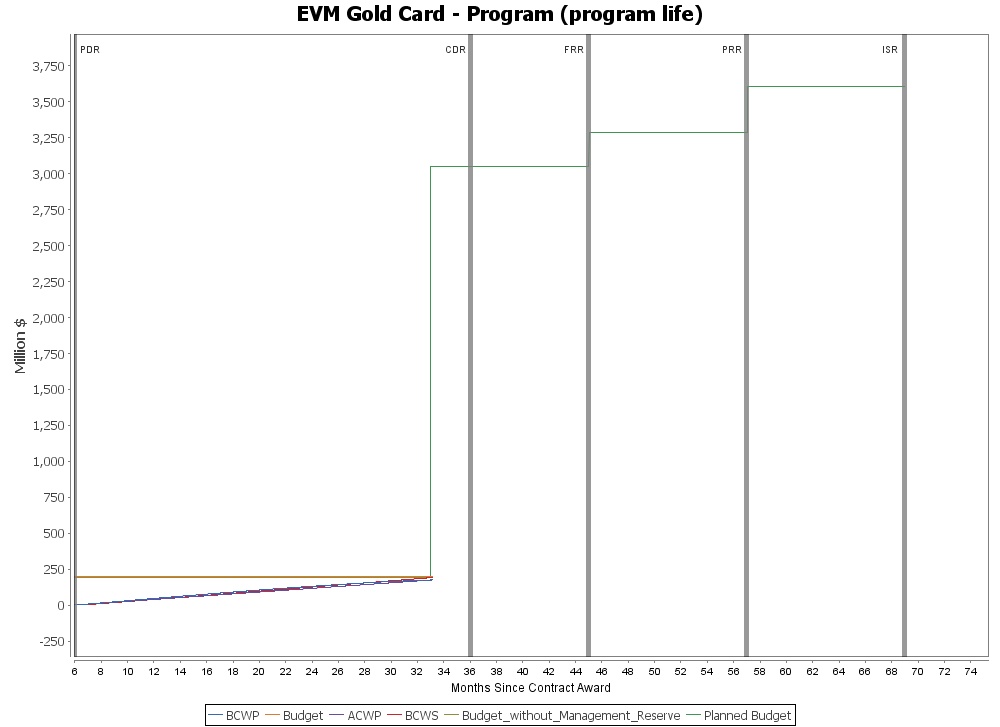 EVM Gold Card - Program (program life)
PDR CDR FRR PRR ISR
3,750
3,500
3,250
3,000
2,750
2,500
2,250
2,000
1,750
1,500
1,250
1,000
750
500
250
0
-250
Million $
6 8 10 12 14 16 18 20 22 24 26 28 30 32 34 36 38 40 42 44 46 48 50 52 54 56 58 60 62 64 66 68 70 72 74
Months Since Contract Award
BCWP Budget ACWP BCWS Budget_without_Management_Reserve Planned Budget